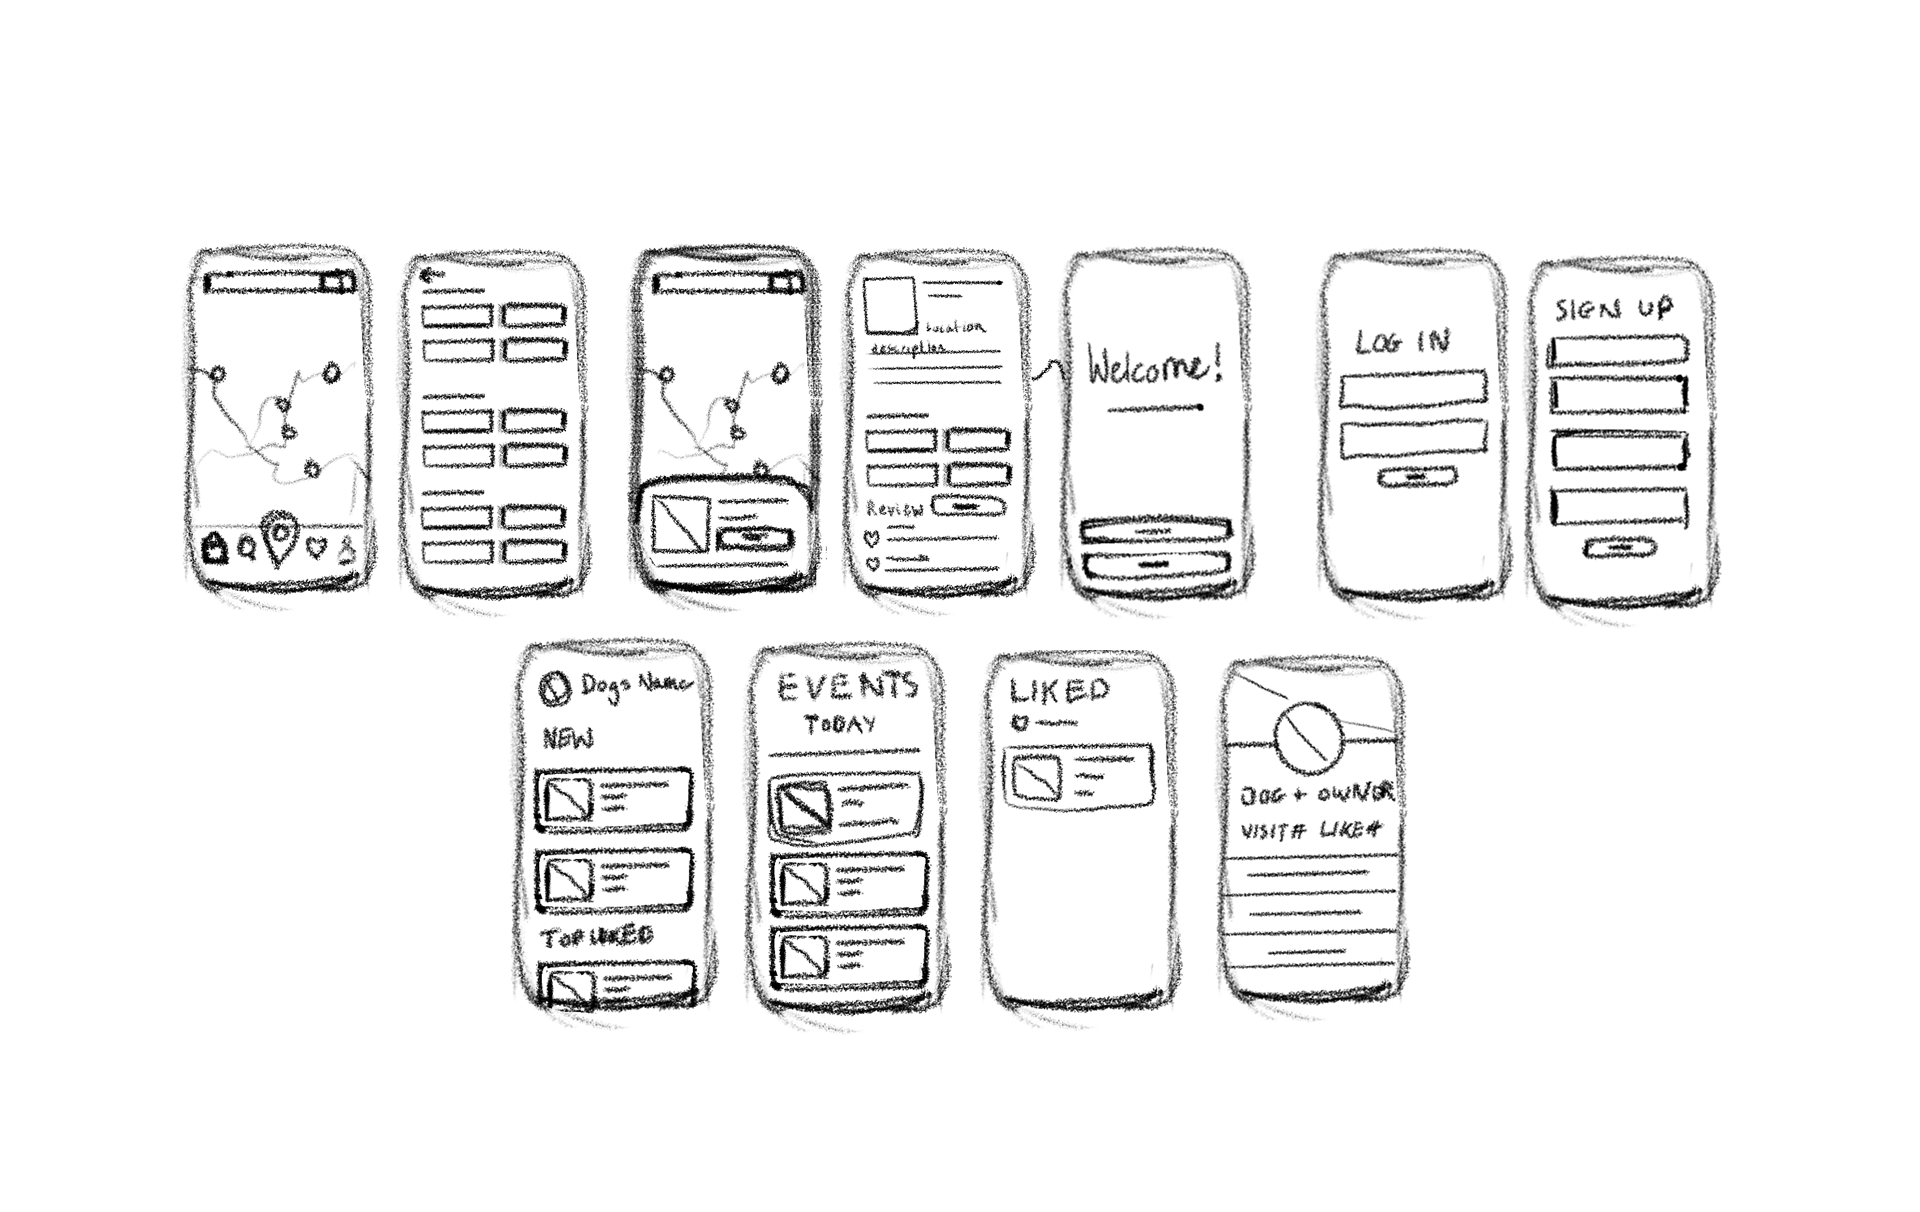 Location
description
Review
Welcome!
LOG IN
SIGN UP
Dogs Name
NEW
TOP LIKED
EVENTS
TODAY
LIKED
DOG + OWNER
VISIT# LIKE#